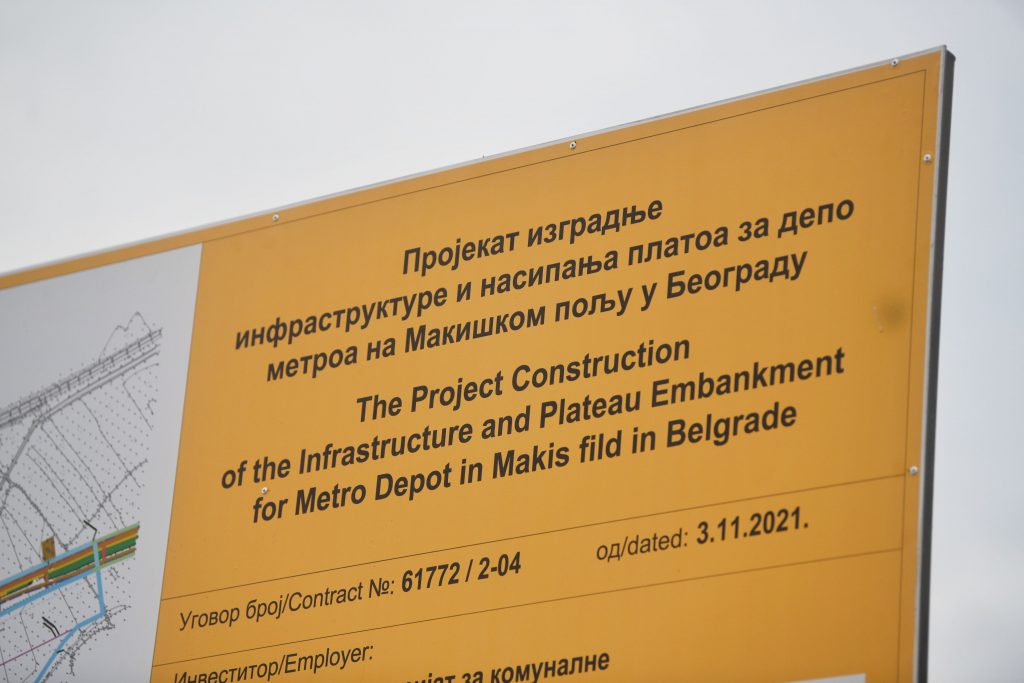 Пројекат изградње
инфраструктуре и насипања платоа за депо
метроа на Макишком пољу у Београду
The Project Construction
of the Infrastructure and Plateau Embankment
for Metro Depot in Makis fild in Belgrade
Уговор број/Contract №: 61772 / 2-04 од/dated: 3.11.2021.
Инвеститор/Employer:
за комуналне